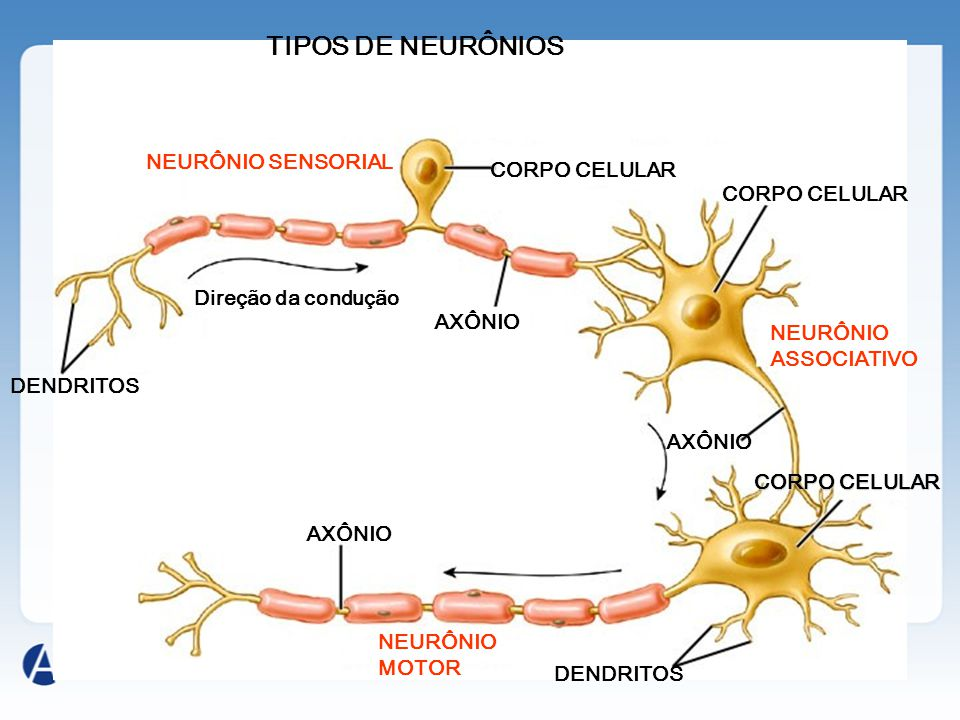 TIPOS DE NEURÔNIOS
NEURÔNIO SENSORIAL
CORPO CELULAR
CORPO CELULAR
Direção da condução
AXÔNIO
NEURÔNIO
ASSOCIATIVO
DENDRITOS
AXÔNIO
CORPO CELULAR
AXÔNIO
NEURÔNIO
MOTOR
DENDRITOS